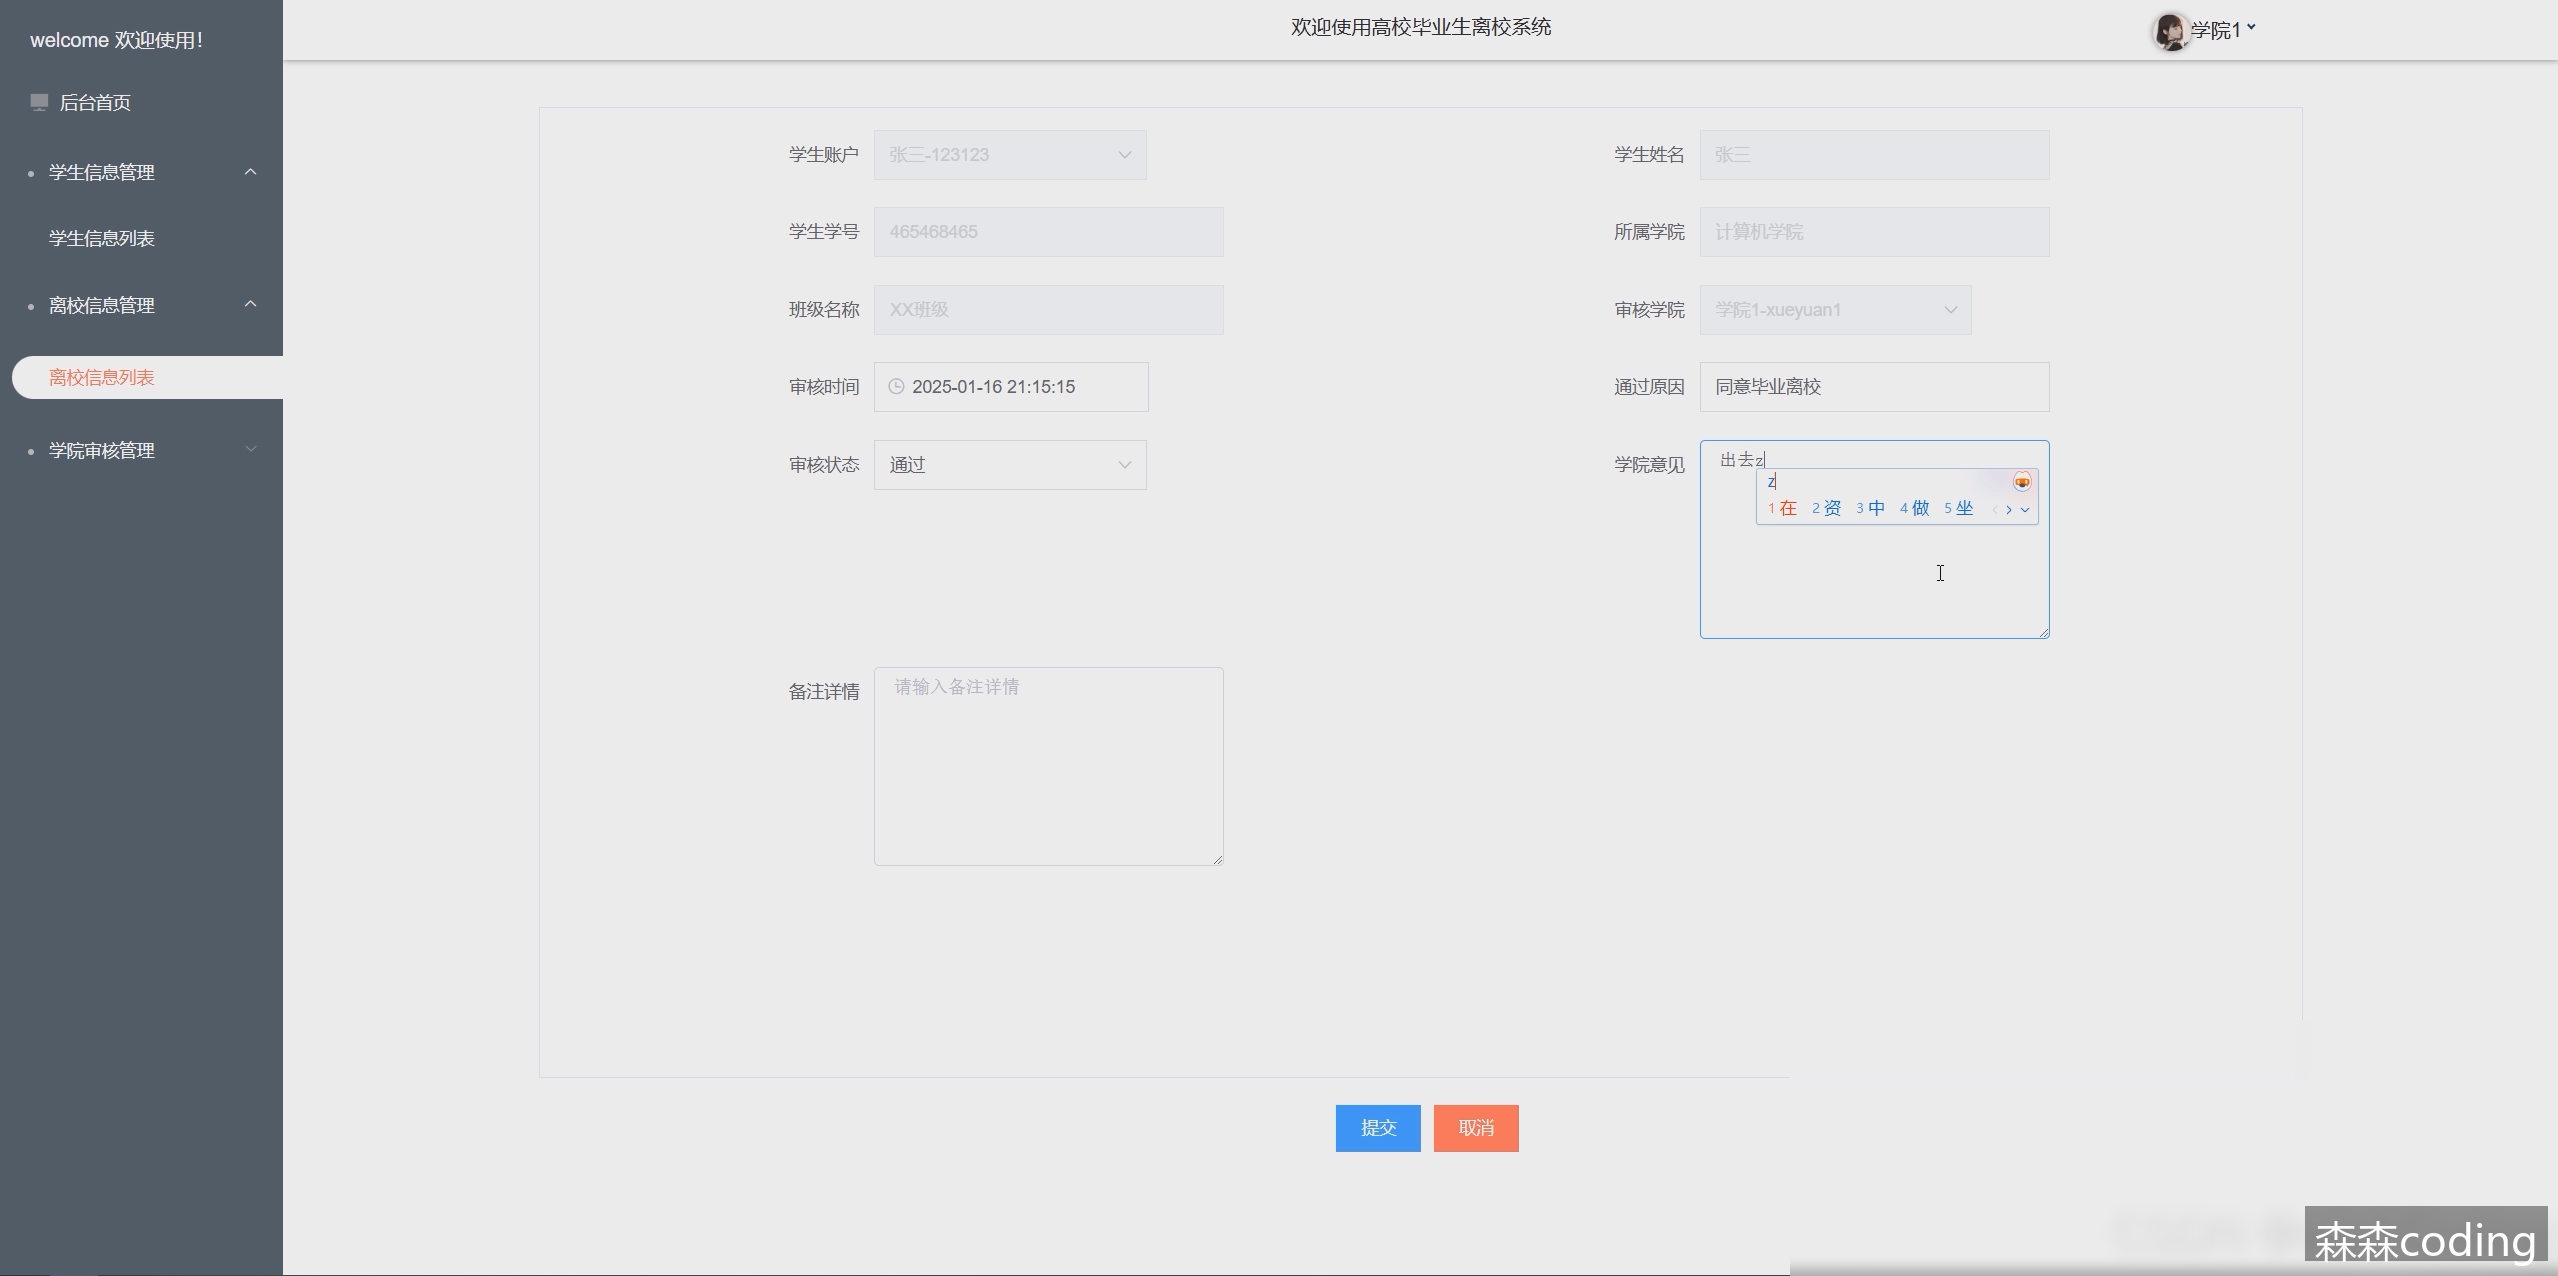 welcome 欢迎使用！
欢迎使用高校毕业生离校系统
学院1
后台首页
学生信息管理
学生信息列表
离校信息管理
离校信息列表
学院审核管理
学生账户 张三-123123
学生姓名 张三
学生学号 465468465
所属学院 计算机学院
班级名称 XX班级
审核学院 学院1-xueyuan1
审核时间 2025-01-16 21:15:15
通过原因 同意毕业离校
审核状态 通过
学院意见 出去z
z
1 在 2 资 3 中 4 做 5 坐
备注详情 请输入备注详情
提交 取消
森森coding